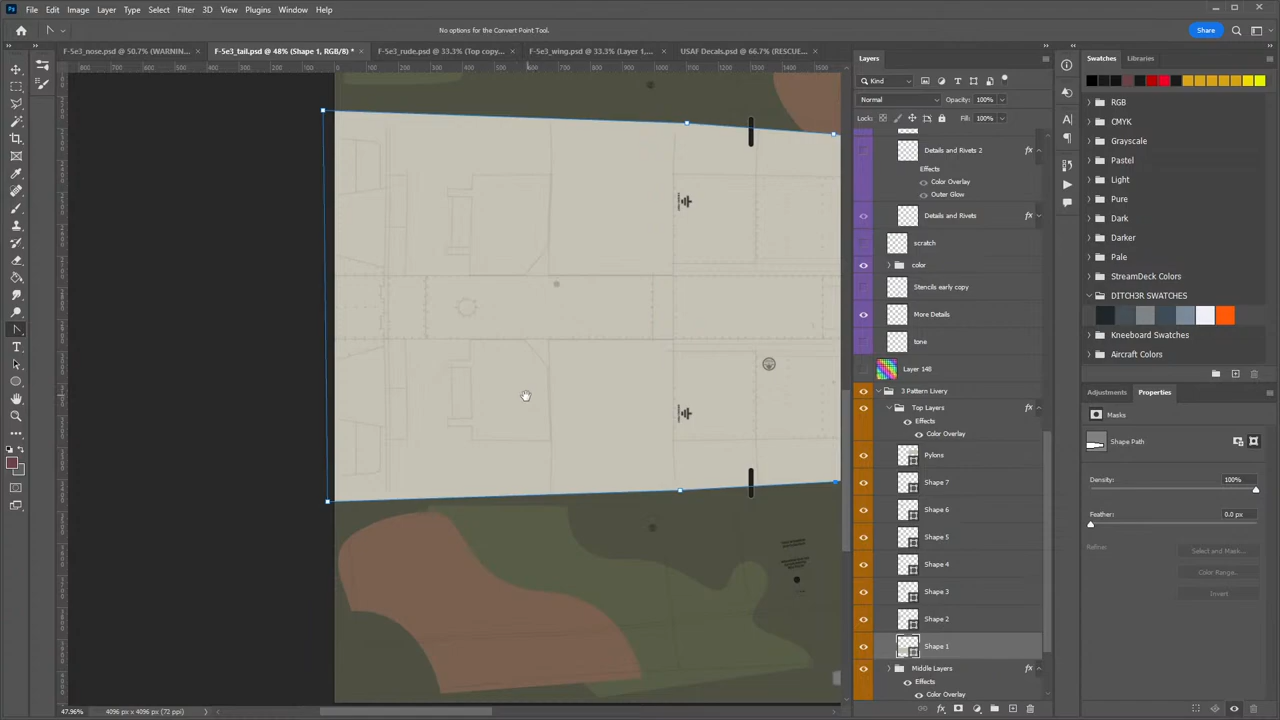 File Edit Image Layer Type Select Filter 3D View Plugins Window Help
No options for the Convert Point Tool.
Share
F-5e3_nose.psd @ 50.7% (WARNIN...
F-5e3_tail.psd @ 48% (Shape 1, RGB/8) *
F-5e3_rude.psd @ 33.3% (Top copy...
F-5e3_wing.psd @ 33.3% (Layer 1,...
USAF Decals.psd @ 66.7% (RESCUE...
Layers
Kind
Normal
Opacity: 100%
Lock:
Fill: 100%
Details and Rivets 2
Effects
Color Overlay
Outer Glow
Details and Rivets
scratch
color
Stencils early copy
More Details
tone
Layer 148
3 Pattern Livery
Top Layers
Effects
Color Overlay
Pylons
Shape 7
Shape 6
Shape 5
Shape 4
Shape 3
Shape 2
Shape 1
Middle Layers
Effects
Color Overlay
Swatches Libraries
RGB
CMYK
Grayscale
Pastel
Light
Pure
Dark
Darker
Pale
StreamDeck Comms
DITCH3R SWATCHES
Kneeboard Swatches
Aircraft Colors
Adjustments Properties
Masks
Shape Path
Density: 100%
Feather: 0.0 px
Refine:
Select and Mask...
Color Range...
Invert
47.96% 4096 px x 4096 px (72 ppi)